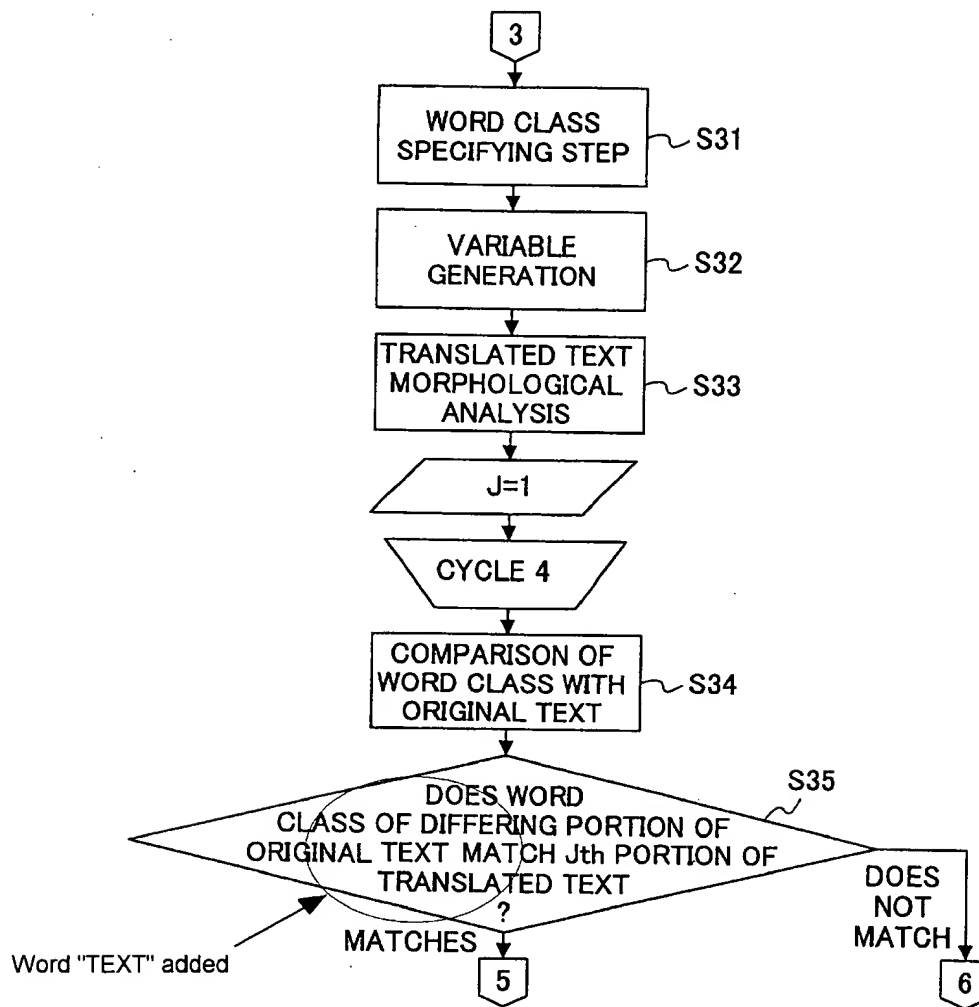 3
WORD CLASS
SPECIFYING STEP
S31
VARIABLE
GENERATION
S32
TRANSLATED TEXT
MORPHOLOGICAL
ANALYSIS
S33
J=1
CYCLE 4
COMPARISON OF
WORD CLASS WITH
ORIGINAL TEXT
S34
S35
DOES WORD
CLASS OF DIFFERING PORTION OF
ORIGINAL TEXT MATCH Jth PORTION OF
TRANSLATED TEXT
?
MATCHES
DOES
NOT
MATCH
Word "TEXT" added
5
6